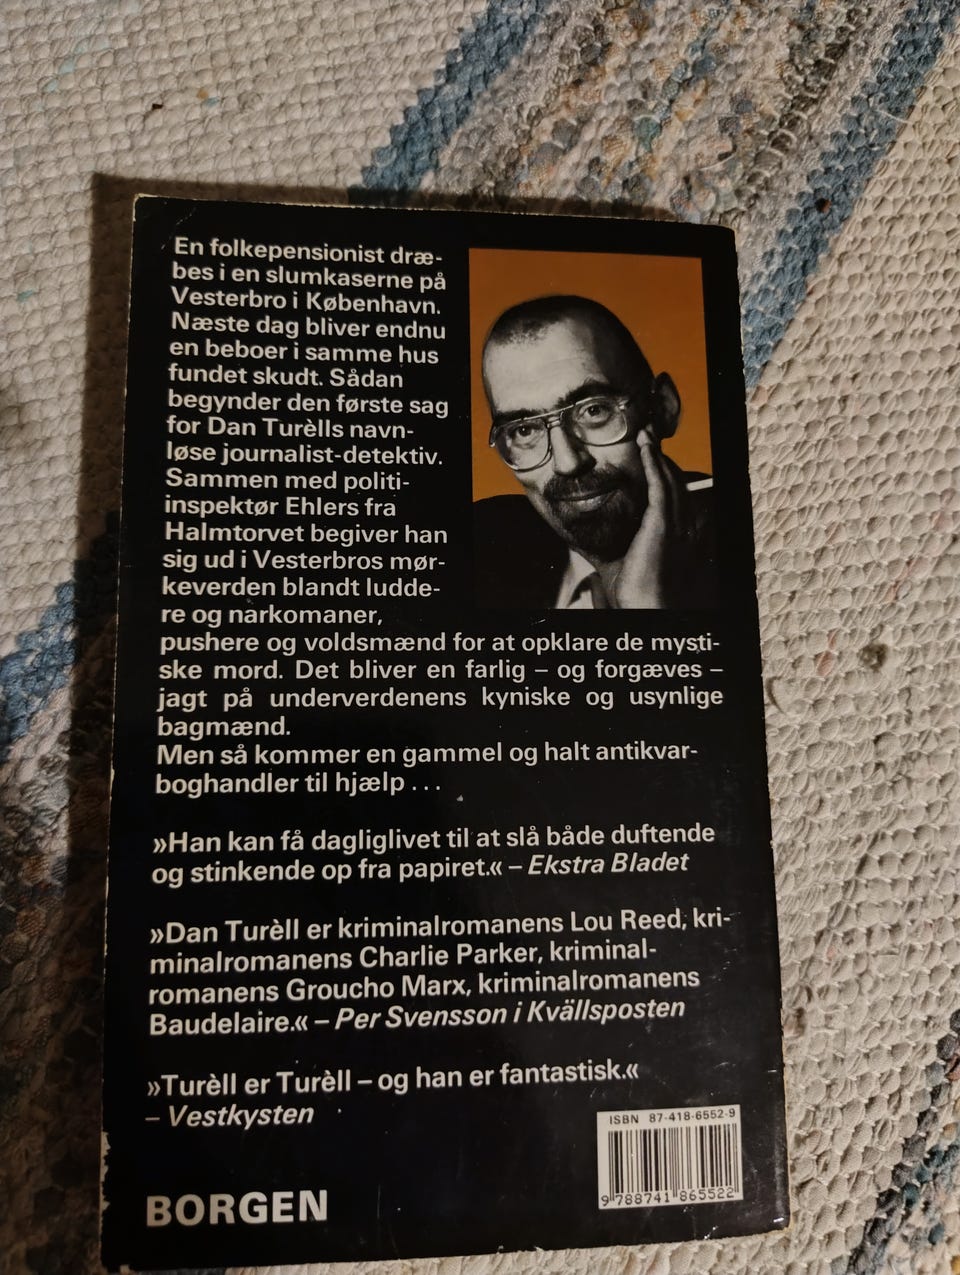 En folkepensionist dræ-
bes i en slumkaserne på
Vesterbro i København.
Næste dag bliver endnu
en beboer i samme hus
fundet skudt. Sådan
begynder den første sag
for Dan Turèlls navn-
løse journalist-detektiv.
Sammen med politi-
inspektør Ehlers fra
Halmtorvet begiver han
sig ud i Vesterbros mør-
keverden blandt ludde-
re og narkomaner,
pushere og voldsmænd for at opklare de mysti-
ske mord. Det bliver en farlig – og forgæves –
jagt på underverdenens kyniske og usynlige
bagmænd.
Men så kommer en gammel og halt antikvar-
boghandler til hjælp ...
»Han kan få dagliglivet til at slå både duftende
og stinkende op fra papiret.« – Ekstra Bladet
»Dan Turèll er kriminalromanens Lou Reed, kri-
minalromanens Charlie Parker, kriminal-
romanens Groucho Marx, kriminalromanens
Baudelaire.« – Per Svensson i Kvällsposten
»Turèll er Turèll – og han er fantastisk.«
– Vestkysten
ISBN 87-418-6552-9
9 788741 865522
BORGEN